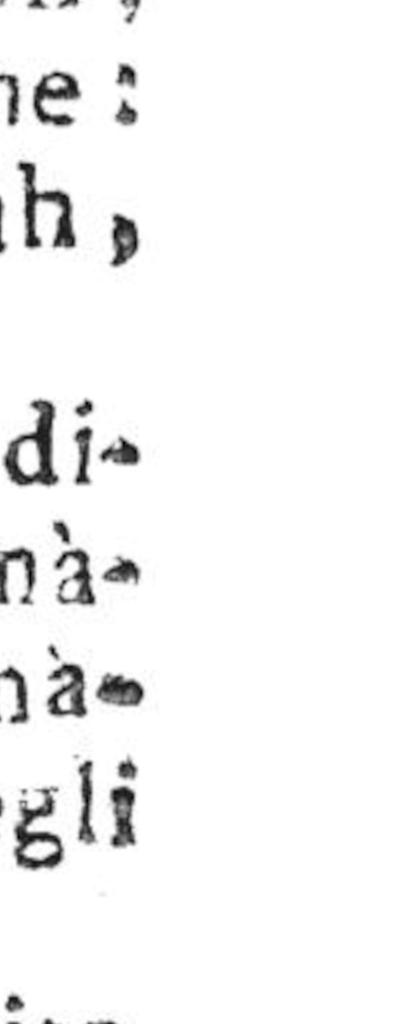 ne :
h ,
di-
nà-
nà-
gli